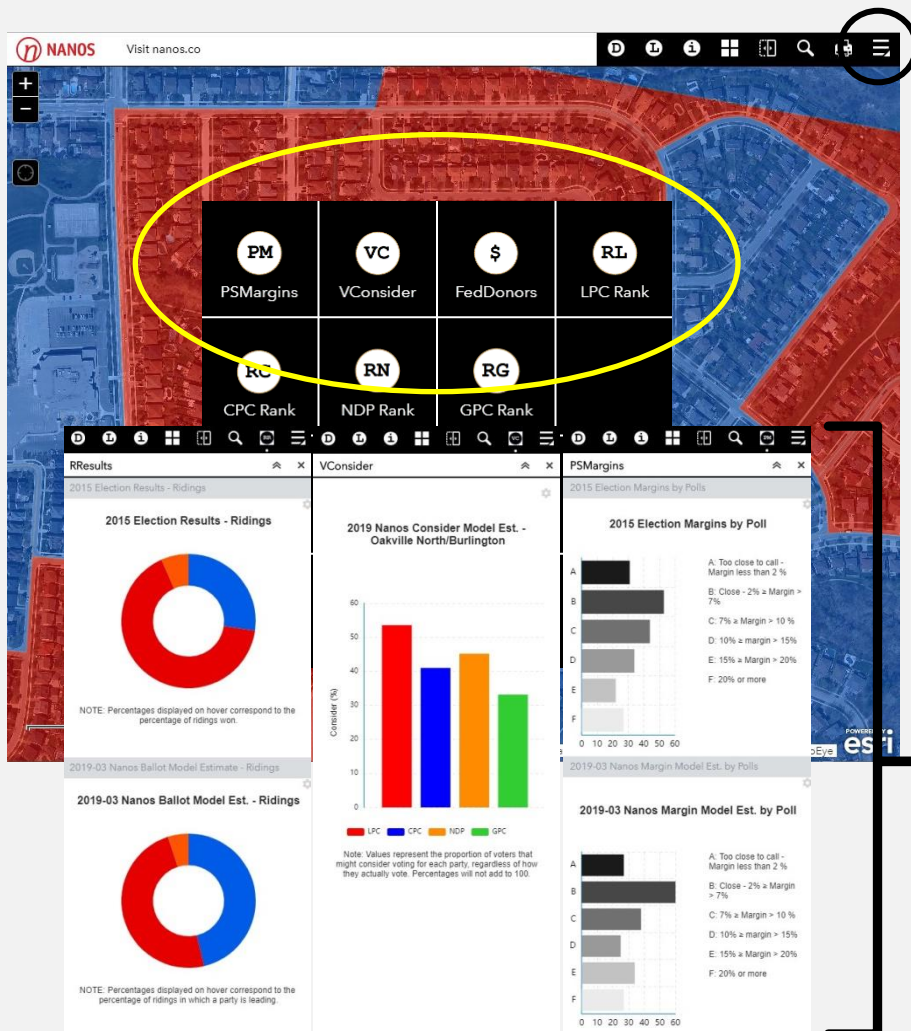 NANOS
Visit nanos.co
D L i
+
−
PM VC $ RL
PSMargins VConsider FedDonors LPC Rank
RC RN RG
CPC Rank NDP Rank GPC Rank
D L i RR
RResults
2015 Election Results - Ridings
2015 Election Results - Ridings
NOTE: Percentages displayed on hover correspond to the
percentage of ridings won.
2019-03 Nanos Ballot Model Estimate - Ridings
2019-03 Nanos Ballot Model Est. - Ridings
NOTE: Percentages displayed on hover correspond to the
percentage of ridings in which a party is leading.
D L i VC
VConsider
2019 Nanos Consider Model Est. -
Oakville North/Burlington
Consider (%)
60
50
40
30
20
10
0
LPC CPC NDP GPC
Note: Values represent the proportion of voters that
might consider voting for each party, regardless of how
they actually vote. Percentages will not add to 100.
D L i PM
PSMargins
2015 Election Margins by Polls
2015 Election Margins by Poll
A
B
C
D
E
F
0 10 20 30 40 50 60
A: Too close to call -
Margin less than 2 %
B: Close - 2% ≥ Margin >
7%
C: 7% ≥ Margin > 10 %
D: 10% ≥ margin > 15%
E: 15% ≥ Margin > 20%
F: 20% or more
2019-03 Nanos Margin Model Est. by Polls
2019-03 Nanos Margin Model Est. by Poll
A
B
C
D
E
F
0 10 20 30 40 50 60
A: Too close to call -
Margin less than 2 %
B: Close - 2% ≥ Margin
> 7%
C: 7% ≥ Margin > 10 %
D: 10% ≥ margin > 15%
E: 15% ≥ Margin > 20%
F: 20% or more
POWERED BY
esri